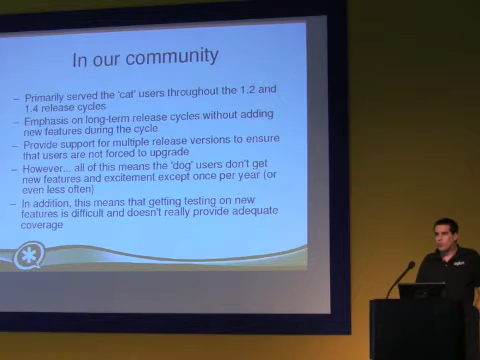 In our community
– Primarily served the 'cat' users throughout the 1.2 and
1.4 release cycles
– Emphasis on long-term release cycles without adding
new features during the cycle
– Provide support for multiple release versions to ensure
that users are not forced to upgrade
– However... all of this means the 'dog' users don't get
new features and excitement except once per year (or
even less often)
– In addition, this means that getting testing on new
features is difficult and doesn't really provide adequate
coverage